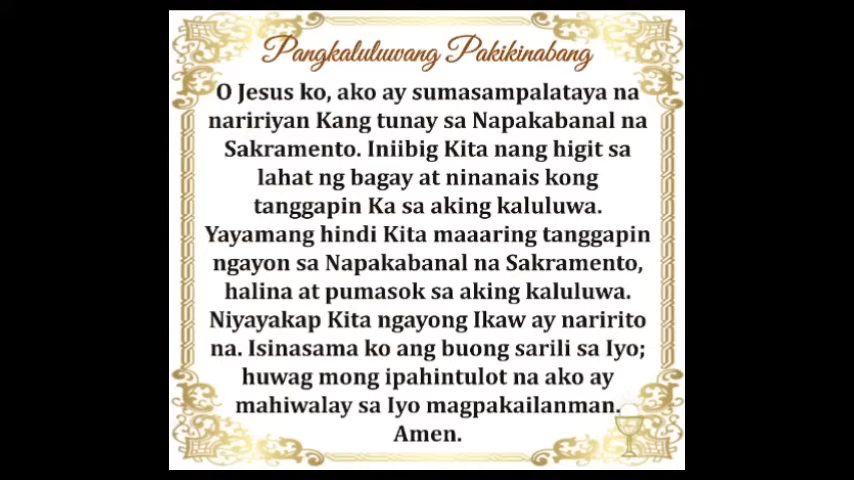 Pangkaluluwang Pakikinabang
O Jesus ko, ako ay sumasampalataya na
naririyan Kang tunay sa Napakabanal na
Sakramento. Iniibig Kita nang higit sa
lahat ng bagay at ninanais kong
tanggapin Ka sa aking kaluluwa.
Yayamang hindi Kita maaaring tanggapin
ngayon sa Napakabanal na Sakramento,
halina at pumasok sa aking kaluluwa.
Niyayakap Kita ngayong Ikaw ay naririto
na. Isinasama ko ang buong sarili sa Iyo;
huwag mong ipahintulot na ako ay
mahiwalay sa Iyo magpakailanman.
Amen.